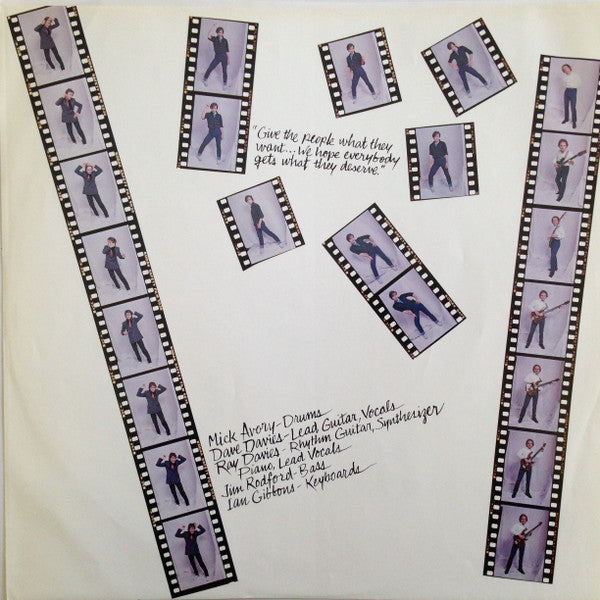 "Give the people what they
want... We hope everybody
gets what they deserve."
Mick Avory-Drums
Dave Davies-Lead Guitar, Vocals
Ray Davies-Rhythm Guitar, Synthesizer
Piano, Lead Vocals
Jim Rodford-Bass
Ian Gibbons-Keyboards